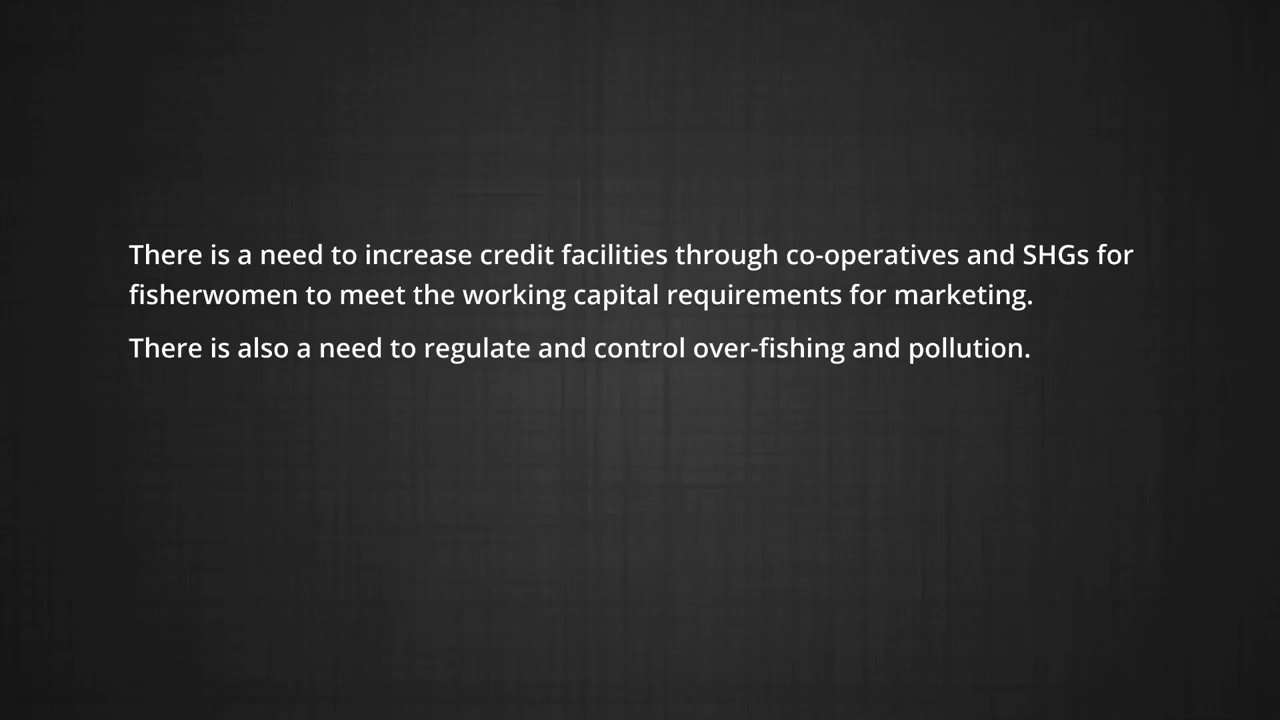 There is a need to increase credit facilities through co-operatives and SHGs for
fisherwomen to meet the working capital requirements for marketing.
There is also a need to regulate and control over-fishing and pollution.